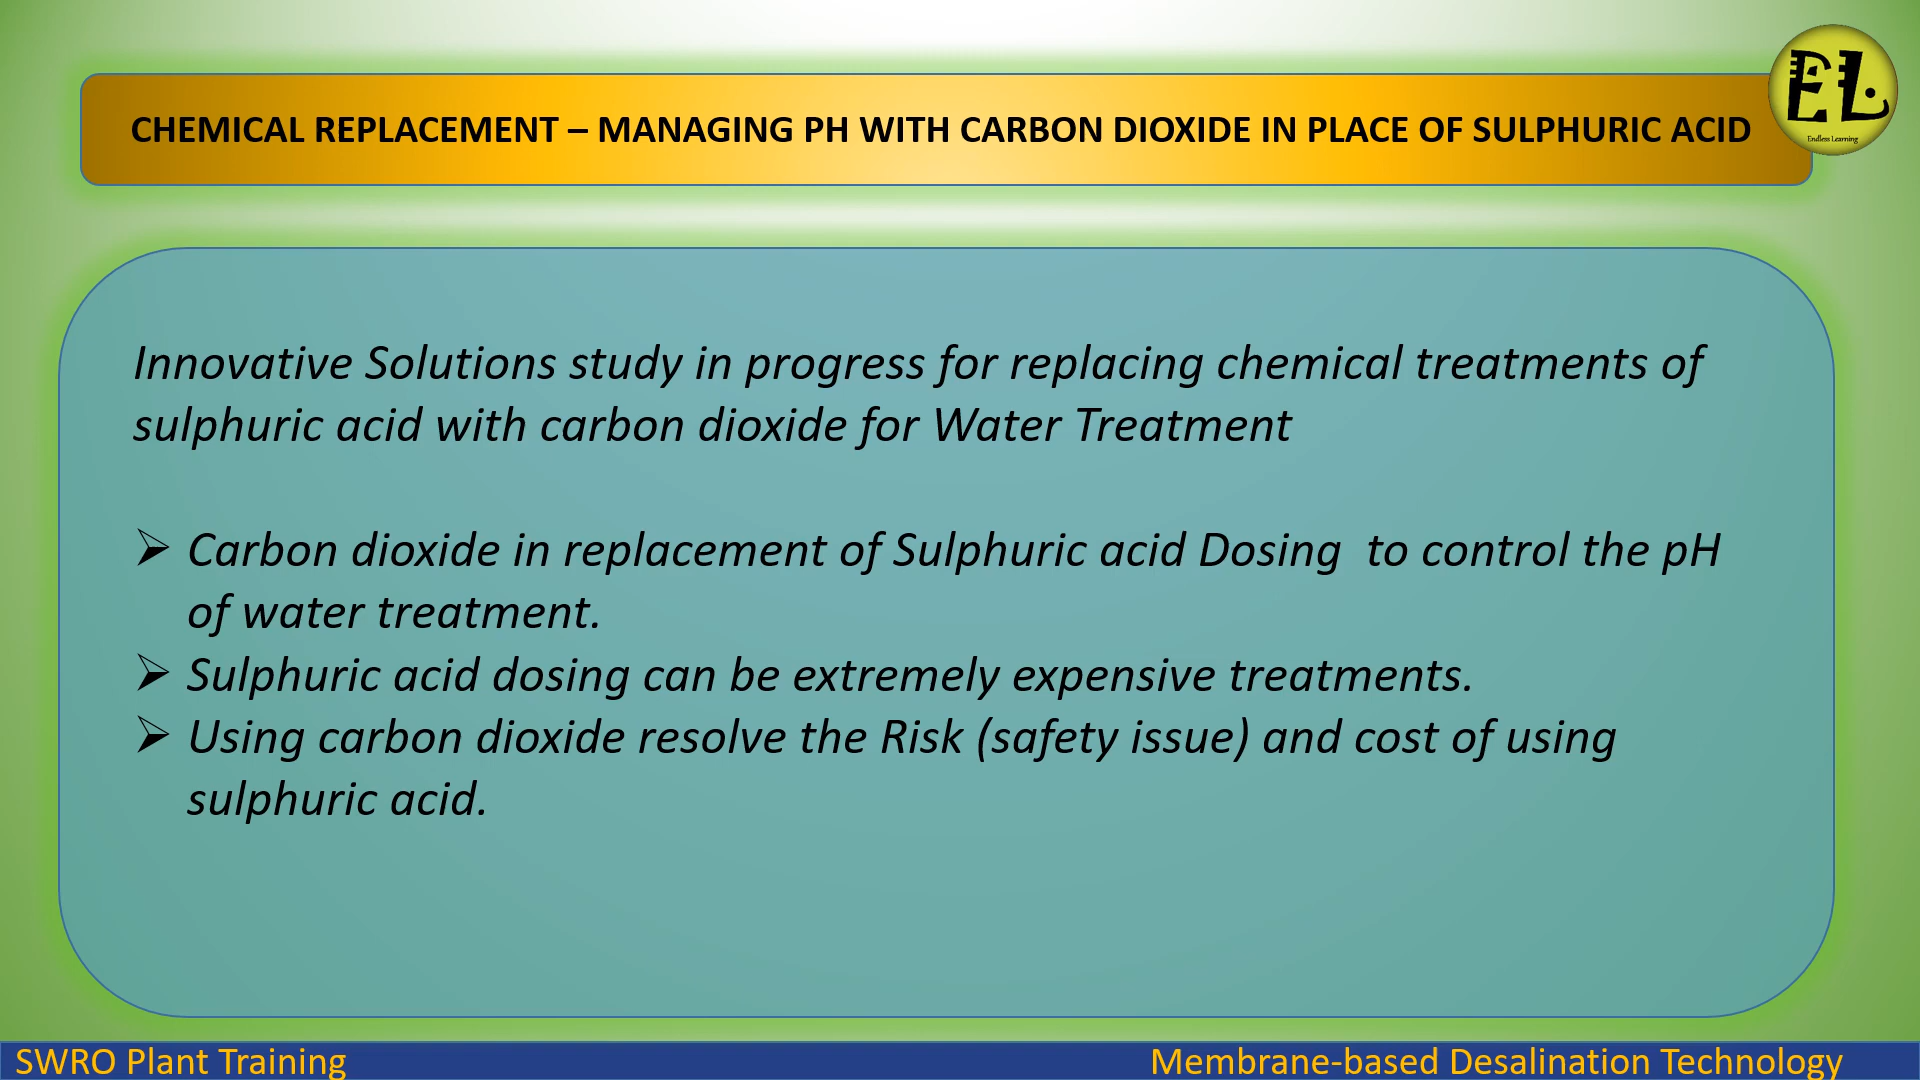 CHEMICAL REPLACEMENT – MANAGING PH WITH CARBON DIOXIDE IN PLACE OF SULPHURIC ACID
EL
Endless Learning
Innovative Solutions study in progress for replacing chemical treatments of
sulphuric acid with carbon dioxide for Water Treatment
➢ Carbon dioxide in replacement of Sulphuric acid Dosing  to control the pH
of water treatment.
➢ Sulphuric acid dosing can be extremely expensive treatments.
➢ Using carbon dioxide resolve the Risk (safety issue) and cost of using
sulphuric acid.
SWRO Plant Training
Membrane-based Desalination Technology